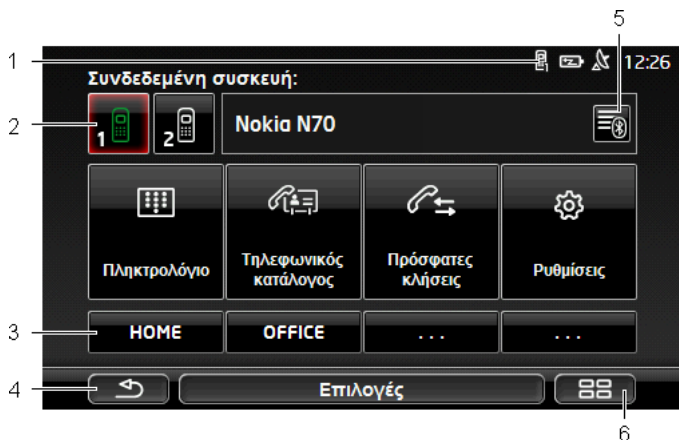 5
1
12:26
Συνδεδεμένη συσκευή:
2
1
2
Nokia N70
Πληκτρολόγιο
Τηλεφωνικός
κατάλογος
Πρόσφατες
κλήσεις
Ρυθμίσεις
3
HOME
OFFICE
...
...
4
Επιλογές
6